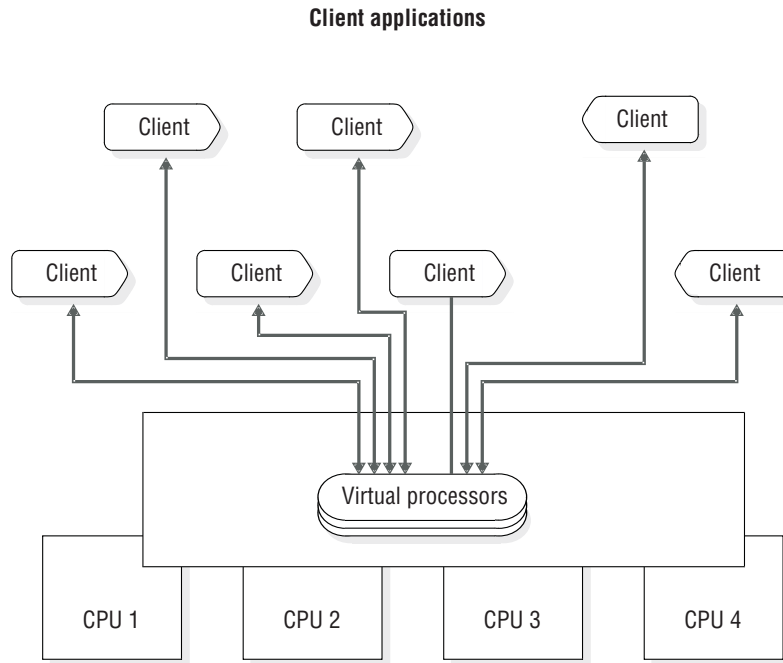 Client applications
Client
Client
Client
Client
Client
Client
Client
Virtual processors
CPU 1
CPU 2
CPU 3
CPU 4